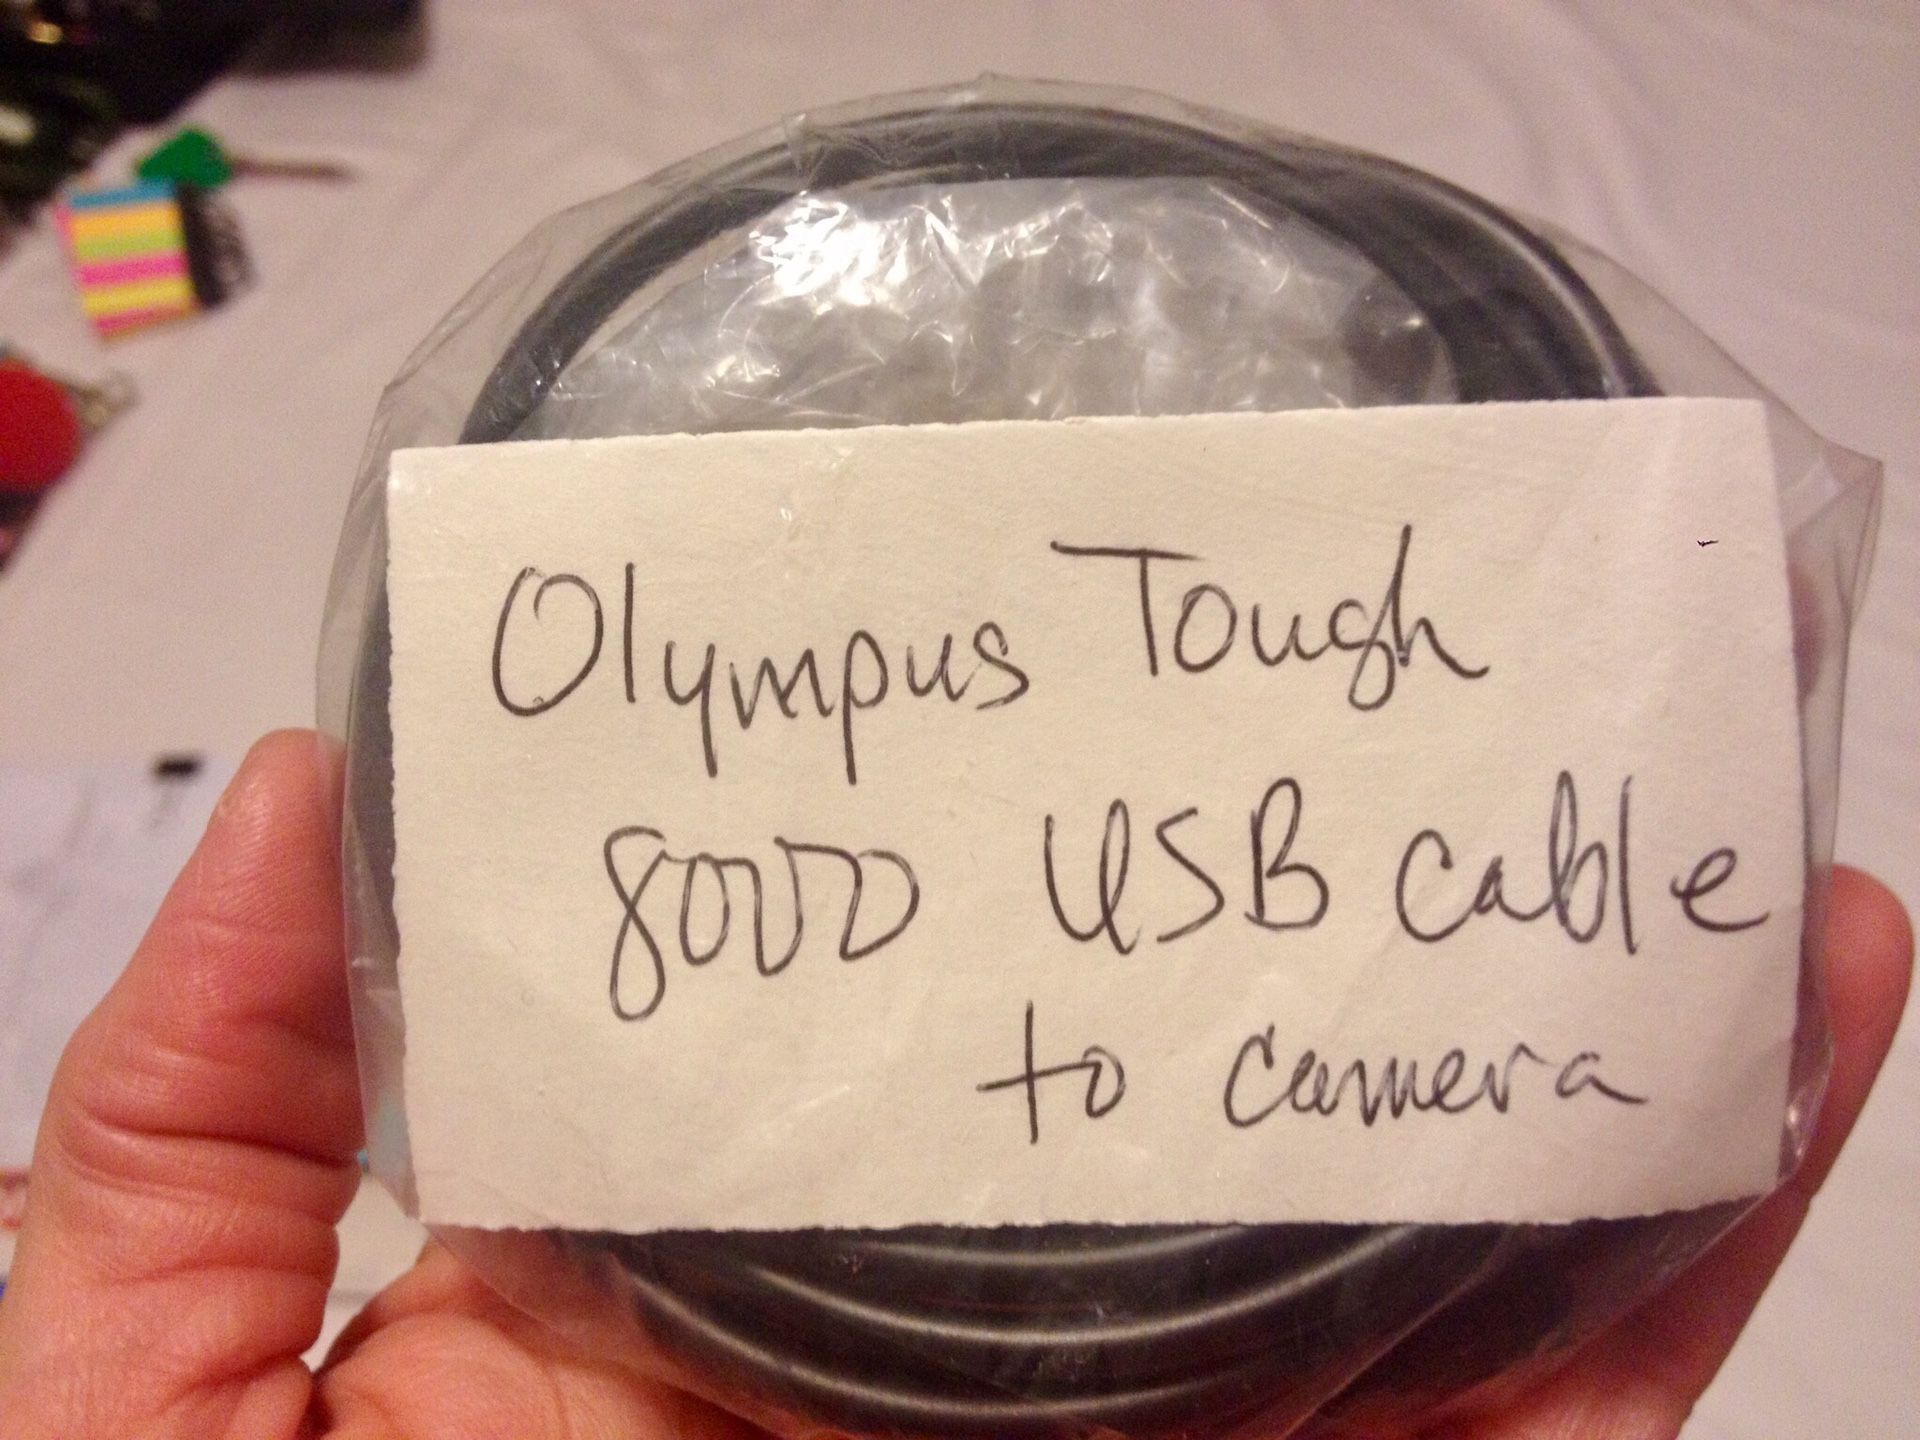 Olympus Tough
8000 USB cable
to camera